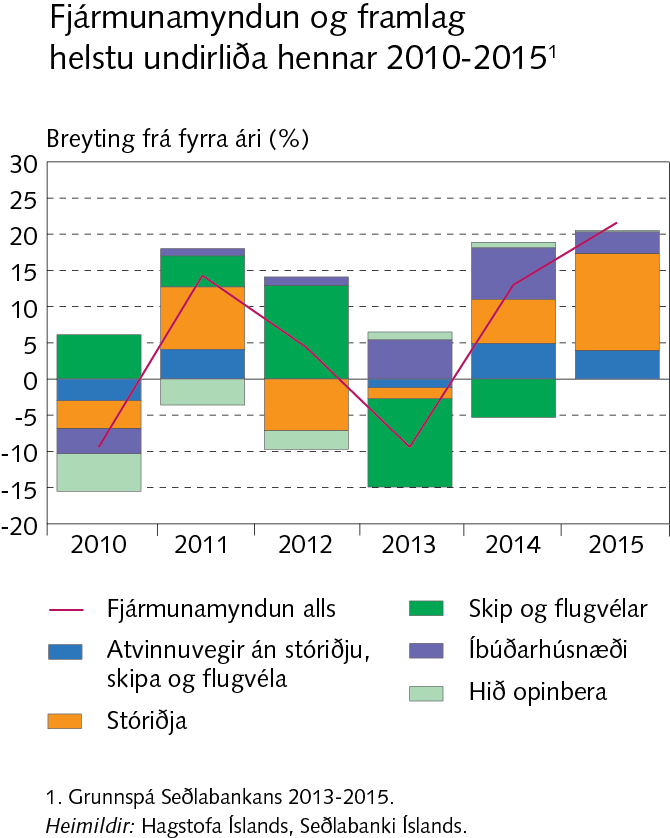 Fjármunamyndun og framlag
helstu undirliða hennar 2010-2015¹
Breyting frá fyrra ári (%)
30
25
20
15
10
5
0
-5
-10
-15
-20
2010 2011 2012 2013 2014 2015
Fjármunamyndun alls
Atvinnuvegir án stóriðju,
skipa og flugvéla
Stóriðja
Skip og flugvélar
Íbúðarhúsnæði
Hið opinbera
1. Grunnspá Seðlabankans 2013-2015.
Heimildir: Hagstofa Íslands, Seðlabanki Íslands.